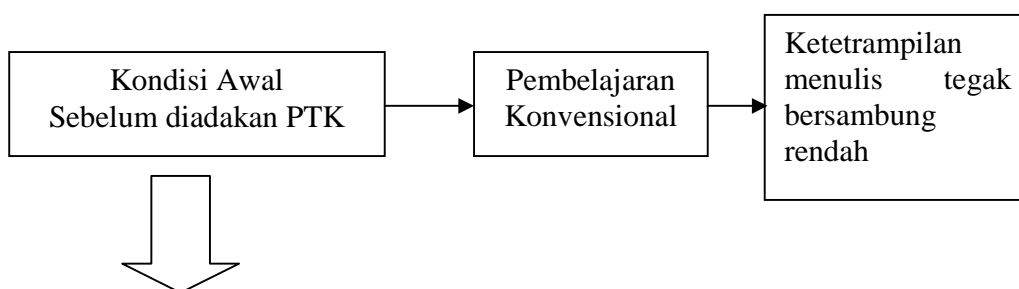 Kondisi Awal
Sebelum diadakan PTK
Pembelajaran
Konvensional
Ketetrampilan
menulis tegak
bersambung
rendah